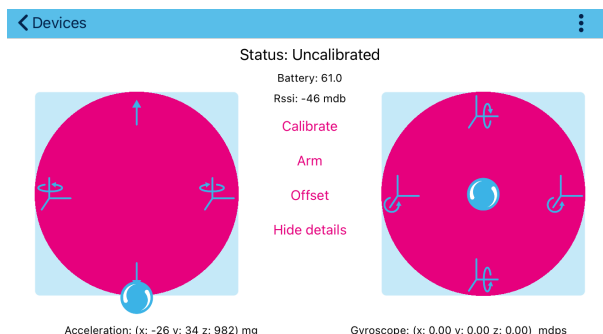 Devices
Status: Uncalibrated
Battery: 61.0
Rssi: -46 mdb
Calibrate
Arm
Offset
Hide details
Acceleration: (x: -26 y: 34 z: 982) mg
Gyroscope: (x: 0.00 y: 0.00 z: 0.00) mdps